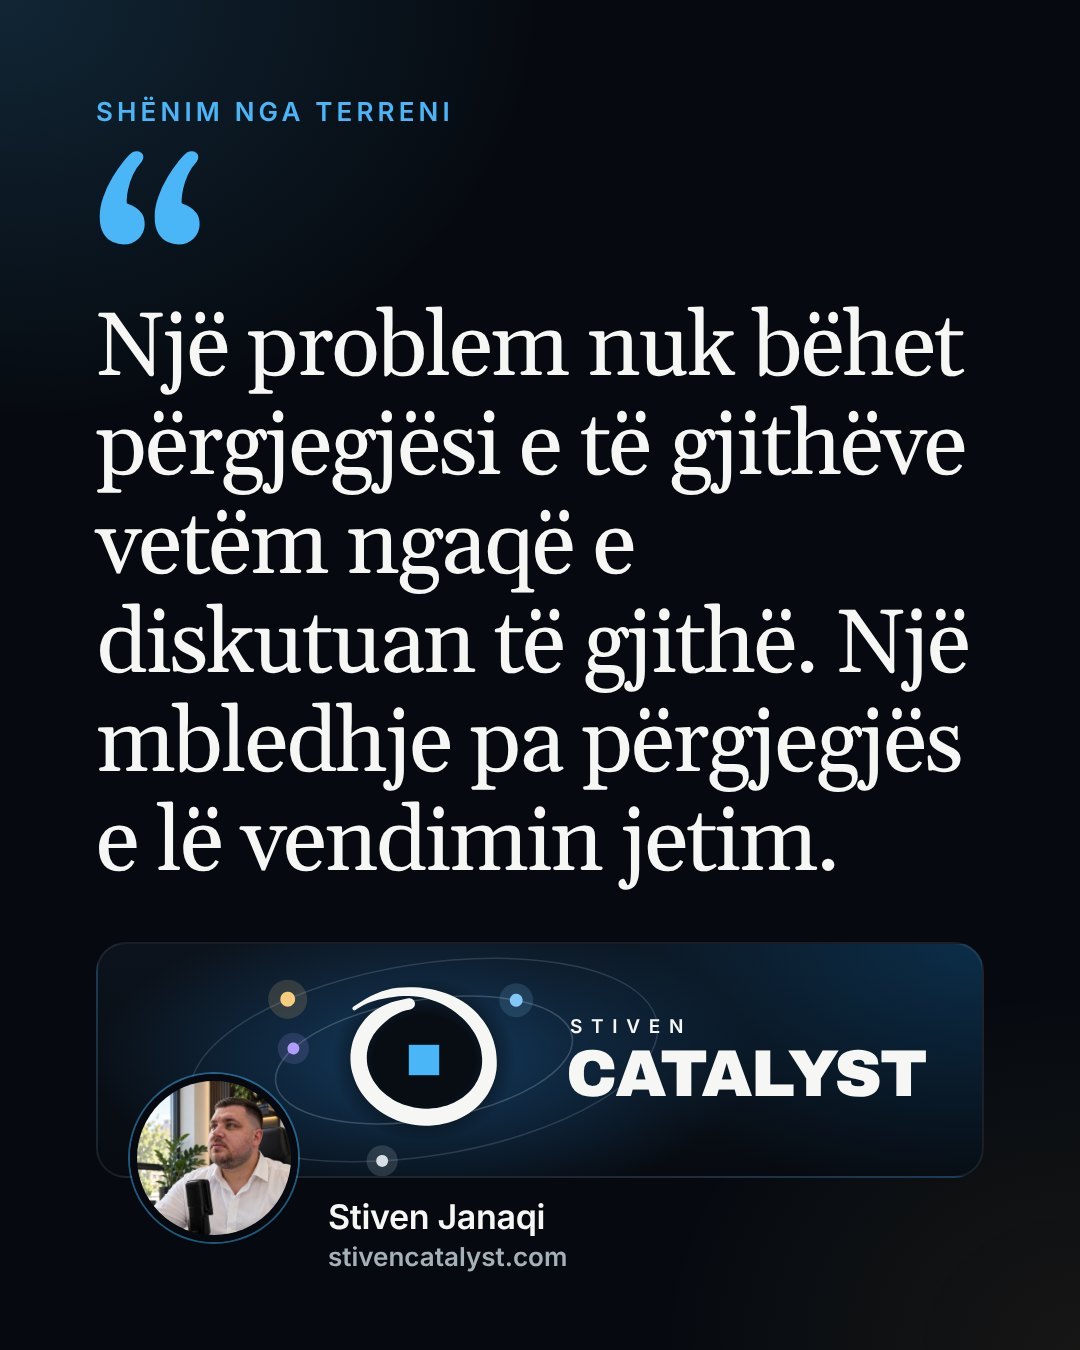 SHËNIM NGA TERRENI
“
Një problem nuk bëhet
përgjegjësi e të gjithëve
vetëm ngaqë e
diskutuan të gjithë. Një
mbledhje pa përgjegjës
e lë vendimin jetim.
STIVEN
CATALYST
Stiven Janaqi
stivencatalyst.com